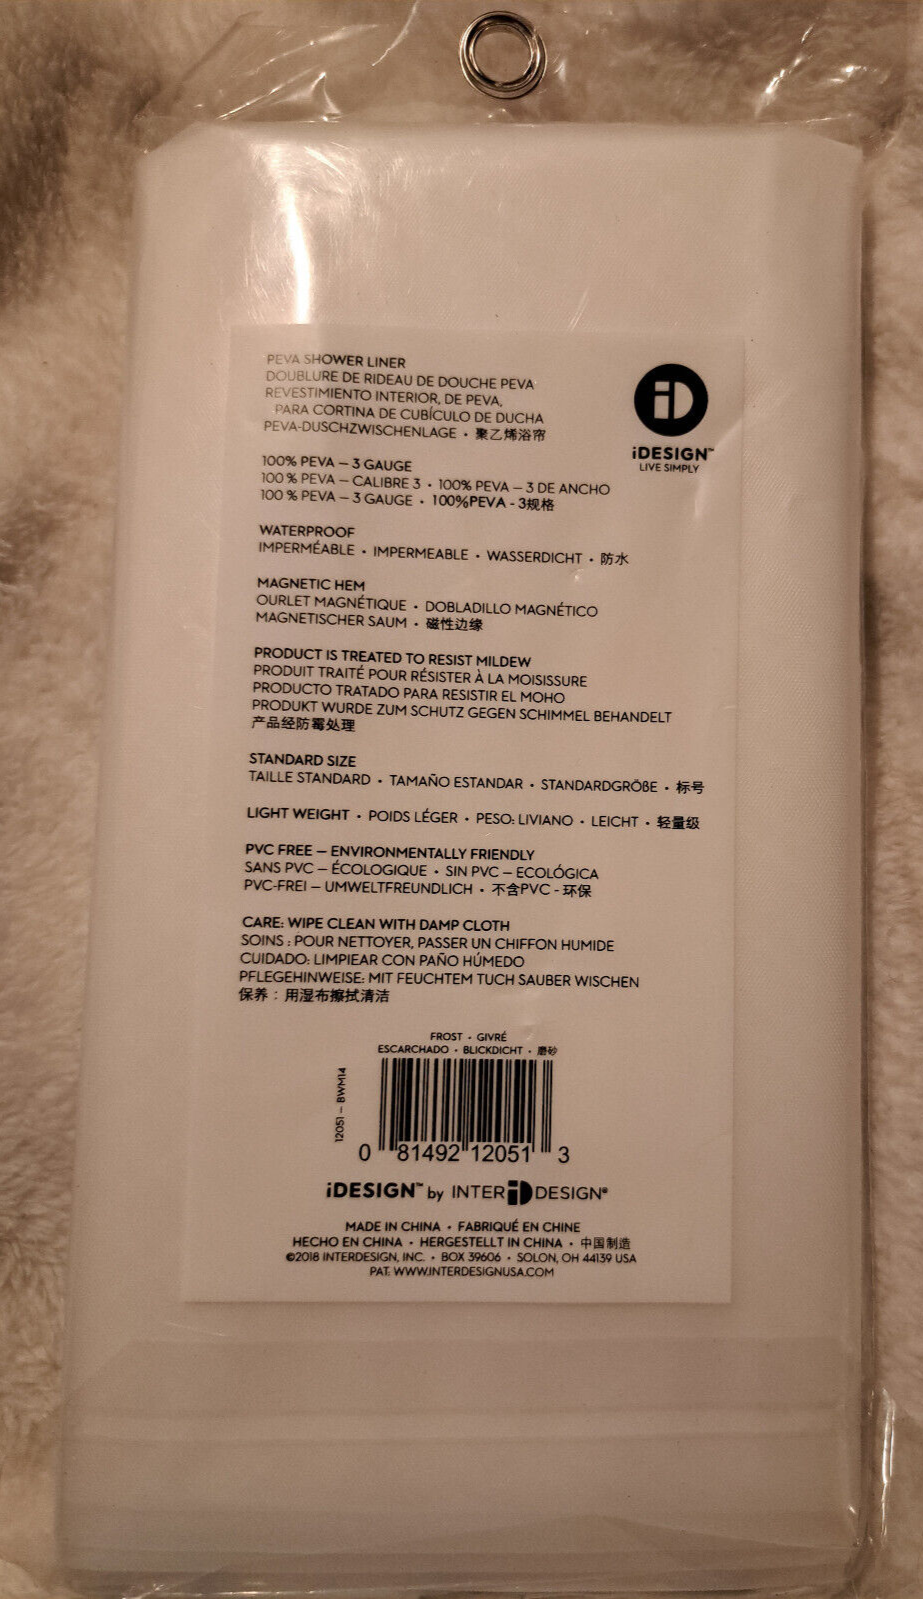 PEVA SHOWER LINER
DOUBLURE DE RIDEAU DE DOUCHE PEVA
REVESTIMIENTO INTERIOR, DE PEVA,
PARA CORTINA DE CUBÍCULO DE DUCHA
PEVA-DUSCHZWISCHENLAGE • 聚乙烯浴帘
iD
iDESIGN™
LIVE SIMPLY
100% PEVA – 3 GAUGE
100 % PEVA – CALIBRE 3 • 100% PEVA – 3 DE ANCHO
100 % PEVA – 3 GAUGE • 100%PEVA - 3规格
WATERPROOF
IMPERMÉABLE • IMPERMEABLE • WASSERDICHT • 防水
MAGNETIC HEM
OURLET MAGNÉTIQUE • DOBLADILLO MAGNÉTICO
MAGNETISCHER SAUM • 磁性边缘
PRODUCT IS TREATED TO RESIST MILDEW
PRODUIT TRAITÉ POUR RÉSISTER À LA MOISISSURE
PRODUCTO TRATADO PARA RESISTIR EL MOHO
PRODUKT WURDE ZUM SCHUTZ GEGEN SCHIMMEL BEHANDELT
产品经防霉处理
STANDARD SIZE
TAILLE STANDARD • TAMAÑO ESTANDAR • STANDARDGRÖßE • 标号
LIGHT WEIGHT • POIDS LÉGER • PESO: LIVIANO • LEICHT • 轻量级
PVC FREE – ENVIRONMENTALLY FRIENDLY
SANS PVC – ÉCOLOGIQUE • SIN PVC – ECOLÓGICA
PVC-FREI – UMWELTFREUNDLICH • 不含PVC - 环保
CARE: WIPE CLEAN WITH DAMP CLOTH
SOINS : POUR NETTOYER, PASSER UN CHIFFON HUMIDE
CUIDADO: LIMPIEAR CON PAÑO HÚMEDO
PFLEGEHINWEISE: MIT FEUCHTEM TUCH SAUBER WISCHEN
保养：用湿布擦拭清洁
FROST • GIVRÉ
ESCARCHADO • BLICKDICHT • 磨砂
12051 – BWM14
0 81492 12051 3
iDESIGN™ by INTER iD DESIGN®
MADE IN CHINA • FABRIQUÉ EN CHINE
HECHO EN CHINA • HERGESTELLT IN CHINA • 中国制造
©2018 INTERDESIGN, INC. • BOX 39606 • SOLON, OH 44139 USA
PAT. WWW.INTERDESIGNUSA.COM